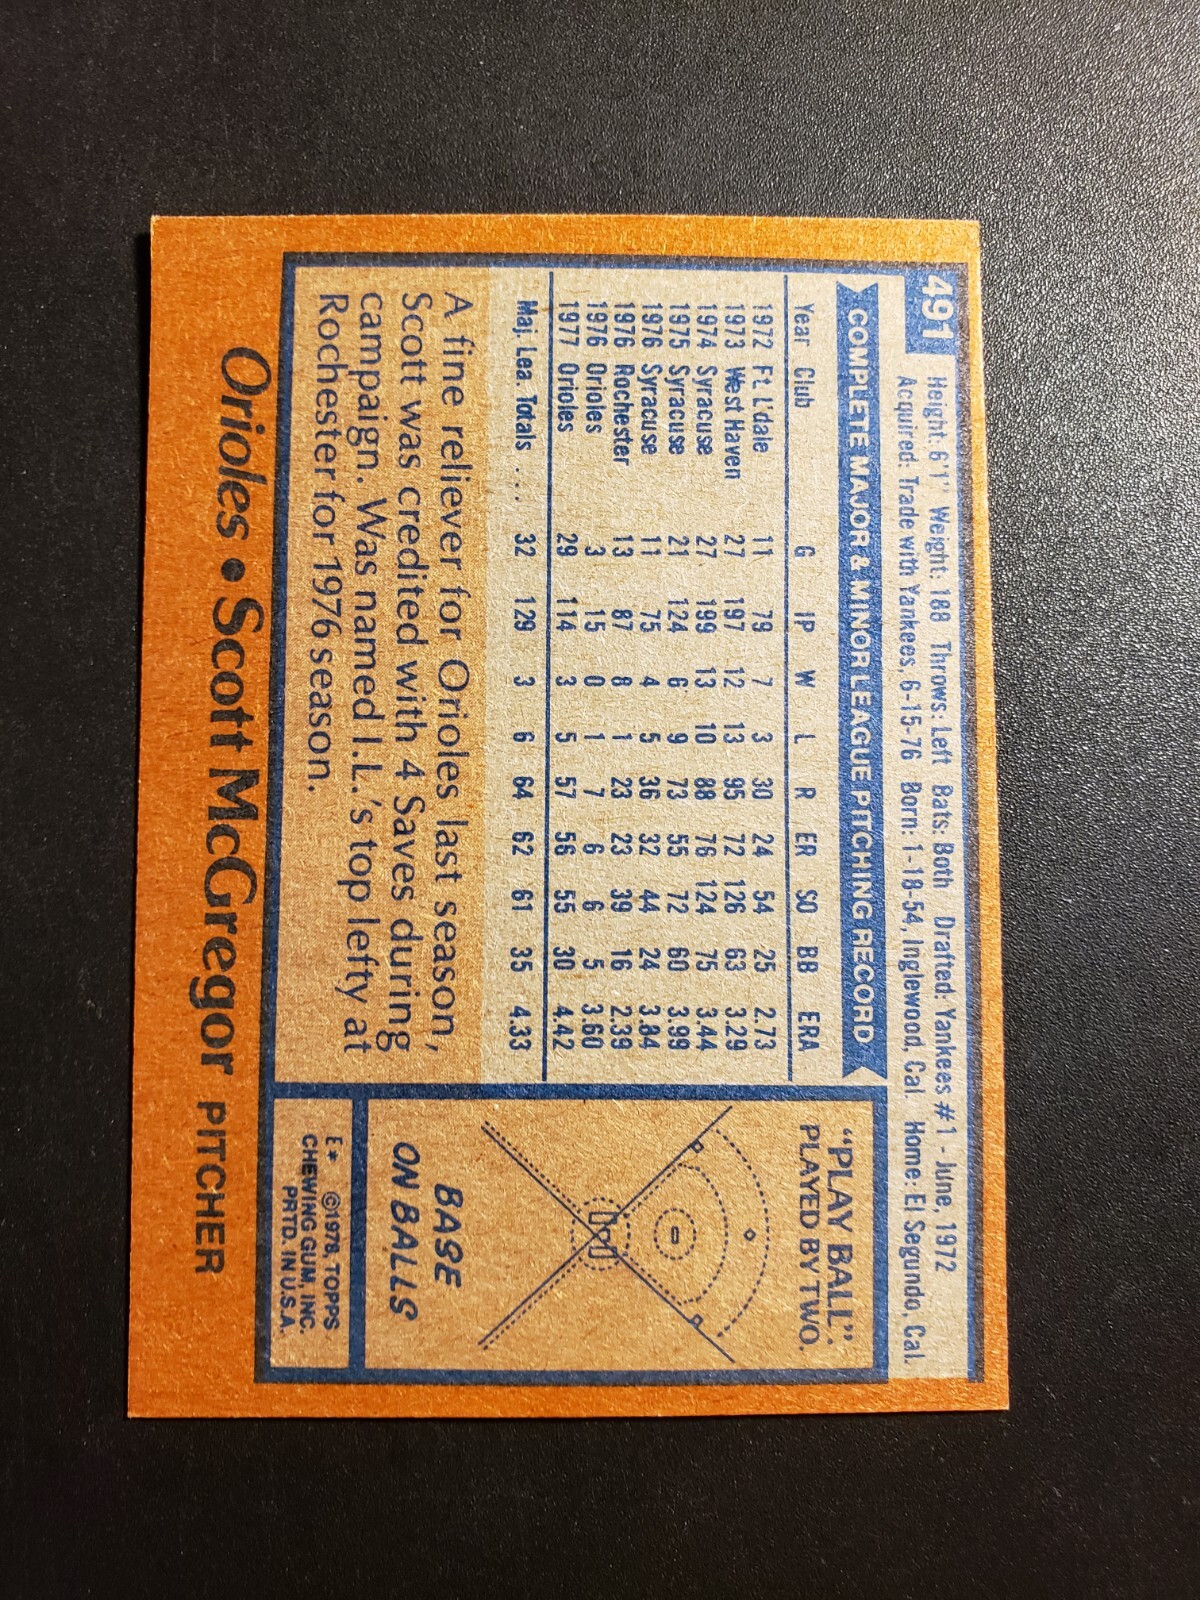 491
Height: 6'1" Weight: 188 Throws: Left Bats: Both Drafted: Yankees #1 - June, 1972
Acquired: Trade with Yankees, 6-15-76 Born: 1-18-54, Inglewood, Cal. Home: El Segundo, Cal.
COMPLETE MAJOR & MINOR LEAGUE PITCHING RECORD
Year Club G IP W L R ER SO BB ERA
1972 Ft. L'dale 11 79 7 3 30 24 54 25 2.73
1973 West Haven 27 197 12 13 95 72 126 63 3.29
1974 Syracuse 27 199 13 10 88 76 124 75 3.44
1975 Syracuse 21 124 6 9 73 55 72 60 3.99
1976 Syracuse 11 75 4 5 36 32 44 24 3.84
1976 Rochester 13 87 8 1 23 23 39 16 2.39
1976 Orioles 3 15 0 1 7 6 6 5 3.60
1977 Orioles 29 114 3 5 57 56 55 30 4.42
Maj. Lea. Totals ... 32 129 3 6 64 62 61 35 4.33
A fine reliever for Orioles last season,
Scott was credited with 4 Saves during
campaign. Was named I.L.'s top lefty at
Rochester for 1976 season.
"PLAY BALL"
PLAYED BY TWO.
BASE
ON BALLS
E* ©1978, TOPPS
CHEWING GUM, INC.
PRTD. IN U.S.A.
Orioles • Scott McGregor PITCHER